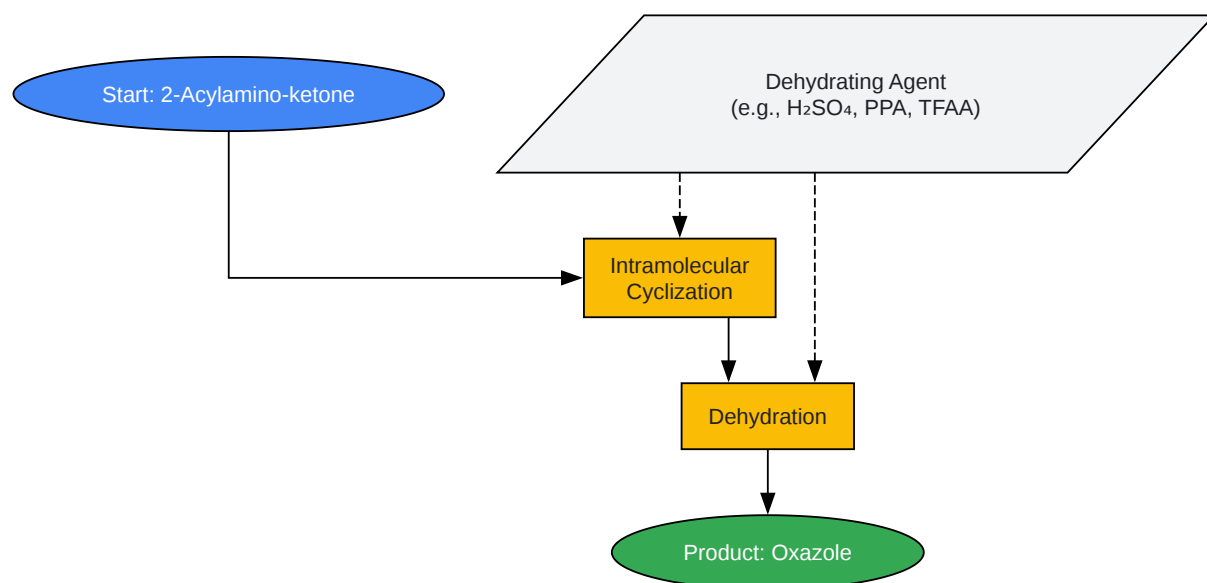 Start: 2-Acylamino-ketone
Dehydrating Agent
(e.g., H₂SO₄, PPA, TFAA)
Intramolecular
Cyclization
Dehydration
Product: Oxazole